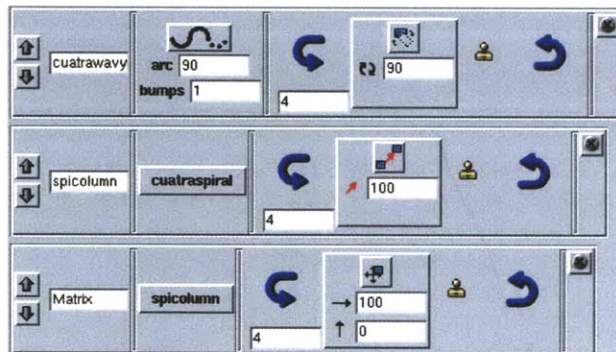 cuatrawavy
arc 90
bumps 1
4
90
spicolumn
cuatraspiral
4
100
Matrix
spicolumn
4
100
0